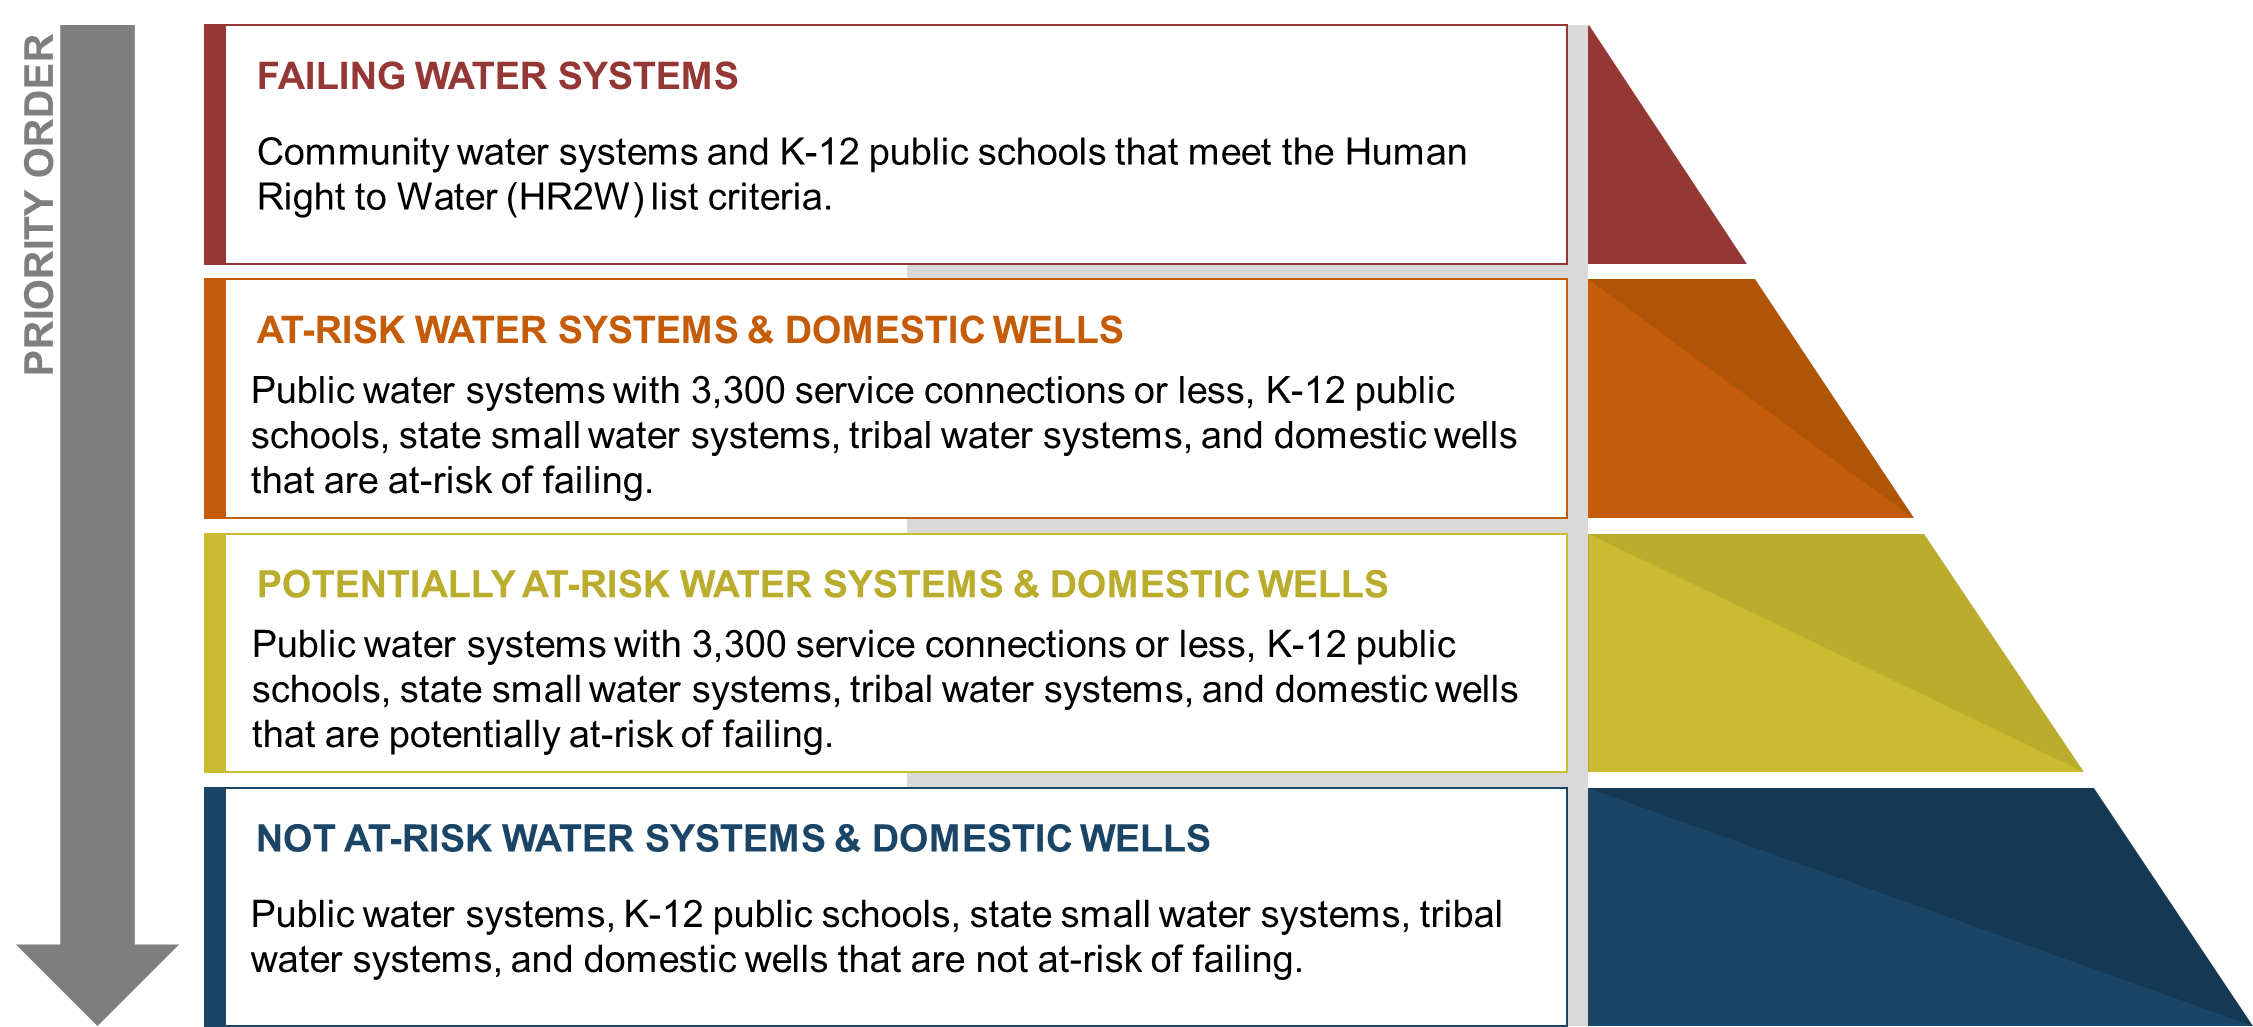 PRIORITY ORDER
FAILING WATER SYSTEMS
Community water systems and K-12 public schools that meet the Human
Right to Water (HR2W) list criteria.
AT-RISK WATER SYSTEMS & DOMESTIC WELLS
Public water systems with 3,300 service connections or less, K-12 public
schools, state small water systems, tribal water systems, and domestic wells
that are at-risk of failing.
POTENTIALLY AT-RISK WATER SYSTEMS & DOMESTIC WELLS
Public water systems with 3,300 service connections or less, K-12 public
schools, state small water systems, tribal water systems, and domestic wells
that are potentially at-risk of failing.
NOT AT-RISK WATER SYSTEMS & DOMESTIC WELLS
Public water systems, K-12 public schools, state small water systems, tribal
water systems, and domestic wells that are not at-risk of failing.